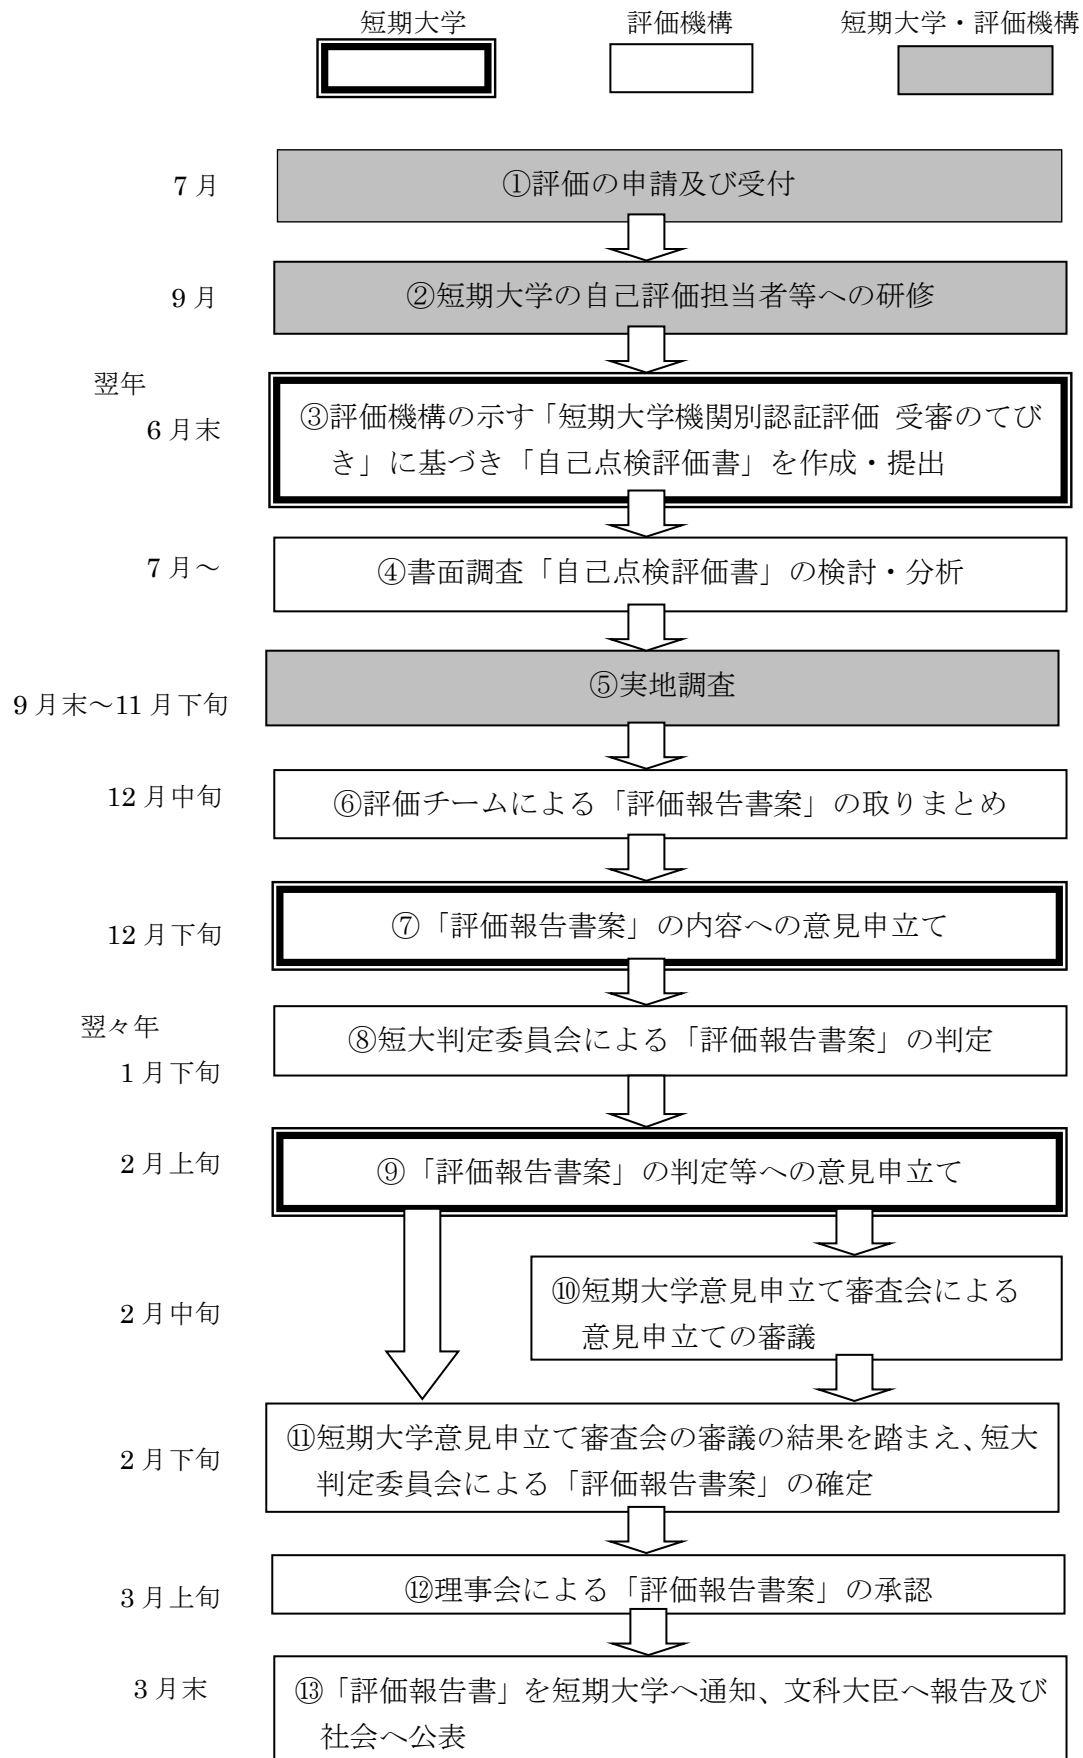 短期大学
評価機構
短期大学・評価機構
7月
①評価の申請及び受付
9月
②短期大学の自己評価担当者等への研修
翌年
6月末
③評価機構の示す「短期大学機関別認証評価 受審のてび
き」に基づき「自己点検評価書」を作成・提出
7月～
④書面調査「自己点検評価書」の検討・分析
9月末～11月下旬
⑤実地調査
12月中旬
⑥評価チームによる「評価報告書案」の取りまとめ
12月下旬
⑦「評価報告書案」の内容への意見申立て
翌々年
1月下旬
⑧短大判定委員会による「評価報告書案」の判定
2月上旬
⑨「評価報告書案」の判定等への意見申立て
2月中旬
⑩短期大学意見申立て審査会による
意見申立ての審議
2月下旬
⑪短期大学意見申立て審査会の審議の結果を踏まえ、短大
判定委員会による「評価報告書案」の確定
3月上旬
⑫理事会による「評価報告書案」の承認
3月末
⑬「評価報告書」を短期大学へ通知、文科大臣へ報告及び
社会へ公表